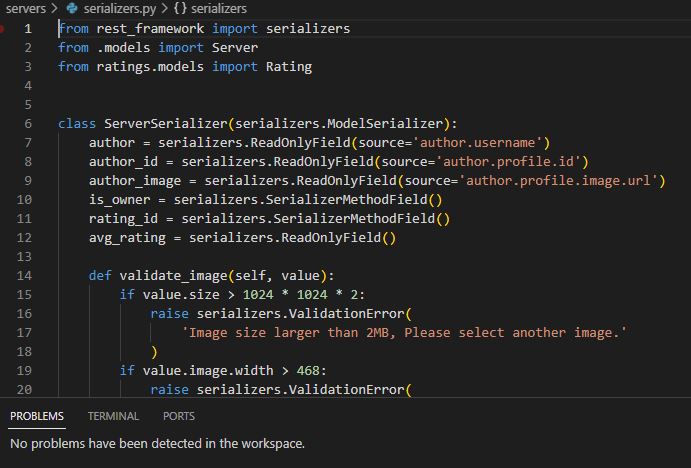 servers > serializers.py > {} serializers
1 from rest_framework import serializers
2 from .models import Server
3 from ratings.models import Rating
4
5
6 class ServerSerializer(serializers.ModelSerializer):
7     author = serializers.ReadOnlyField(source='author.username')
8     author_id = serializers.ReadOnlyField(source='author.profile.id')
9     author_image = serializers.ReadOnlyField(source='author.profile.image.url')
10     is_owner = serializers.SerializerMethodField()
11     rating_id = serializers.SerializerMethodField()
12     avg_rating = serializers.ReadOnlyField()
13
14     def validate_image(self, value):
15         if value.size > 1024 * 1024 * 2:
16             raise serializers.ValidationError(
17                 'Image size larger than 2MB, Please select another image.'
18             )
19         if value.image.width > 468:
20             raise serializers.ValidationError(
PROBLEMS TERMINAL PORTS
No problems have been detected in the workspace.